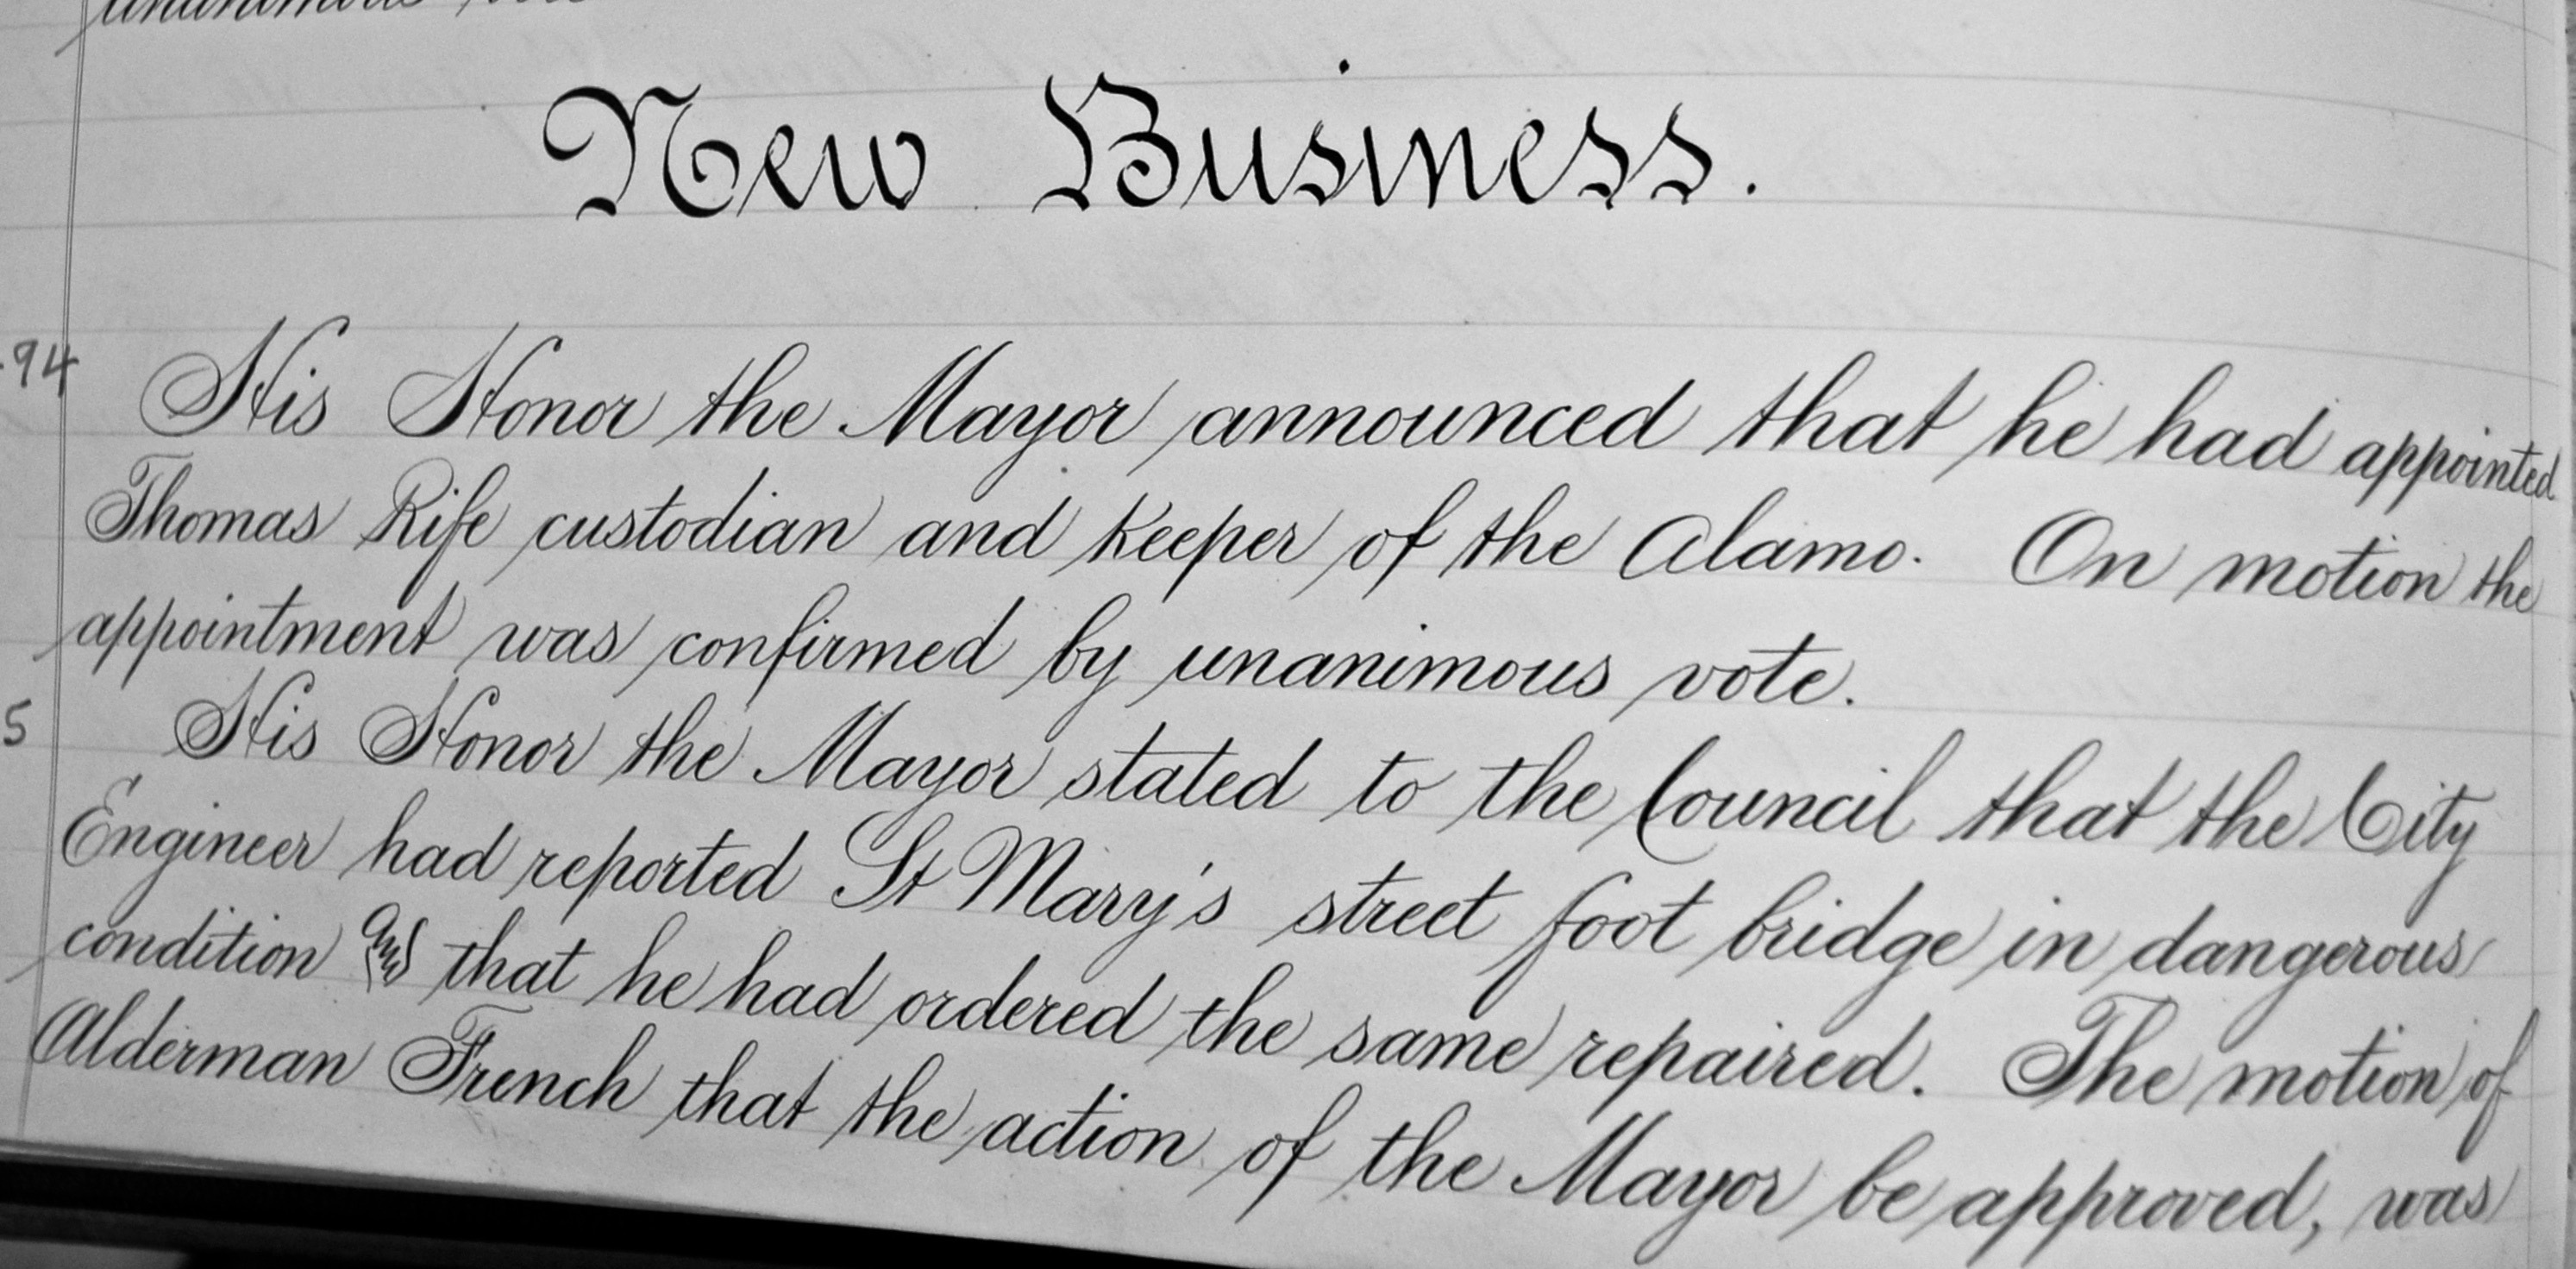 unanimous vote
New Business.
94 His Honor the Mayor announced that he had appointed
Thomas Rife custodian and Keeper of the Alamo. On motion the
appointment was confirmed by unanimous vote.
5 His Honor the Mayor stated to the Council that the City
Engineer had reported St Mary's street foot bridge in dangerous
condition and that he had ordered the same repaired. The motion of
Alderman French that the action of the Mayor be approved, was